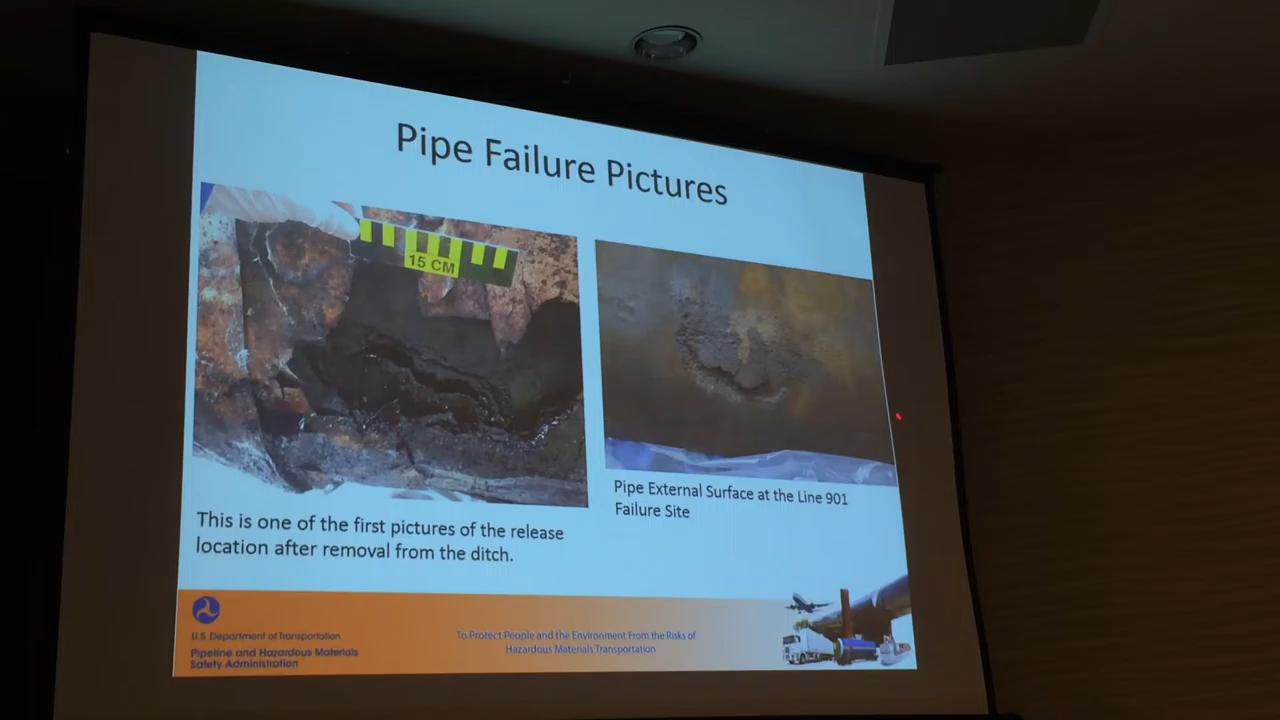 Pipe Failure Pictures
15 CM
This is one of the first pictures of the release
location after removal from the ditch.
Pipe External Surface at the Line 901
Failure Site
U.S. Department of Transportation
Pipeline and Hazardous Materials
Safety Administration
To Protect People and the Environment From the Risks of
Hazardous Materials Transportation